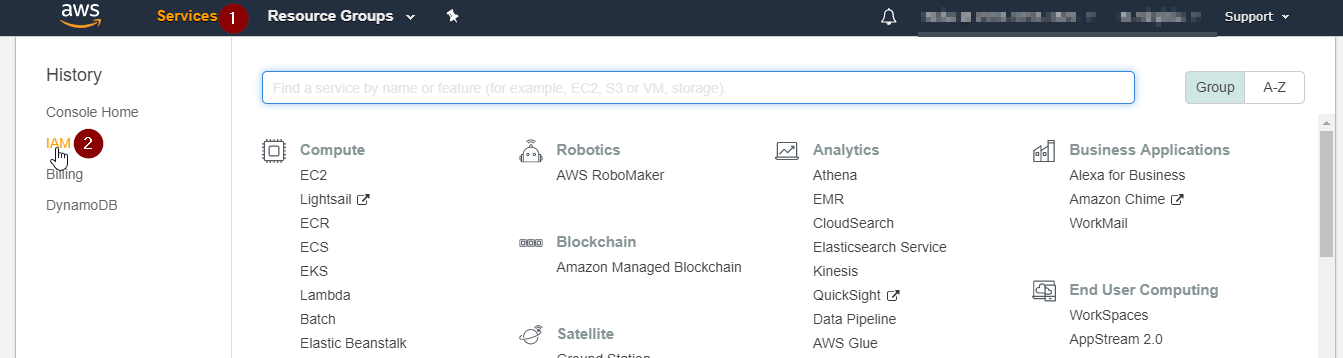 aws Services 1 Resource Groups Support
History
Console Home
IAM 2
Billing
DynamoDB
Find a service by name or feature (for example, EC2, S3 or VM, storage).
Group A-Z
Compute
EC2
Lightsail
ECR
ECS
EKS
Lambda
Batch
Elastic Beanstalk
Robotics
AWS RoboMaker
Blockchain
Amazon Managed Blockchain
Satellite
Ground Station
Analytics
Athena
EMR
CloudSearch
Elasticsearch Service
Kinesis
QuickSight
Data Pipeline
AWS Glue
Business Applications
Alexa for Business
Amazon Chime
WorkMail
End User Computing
WorkSpaces
AppStream 2.0